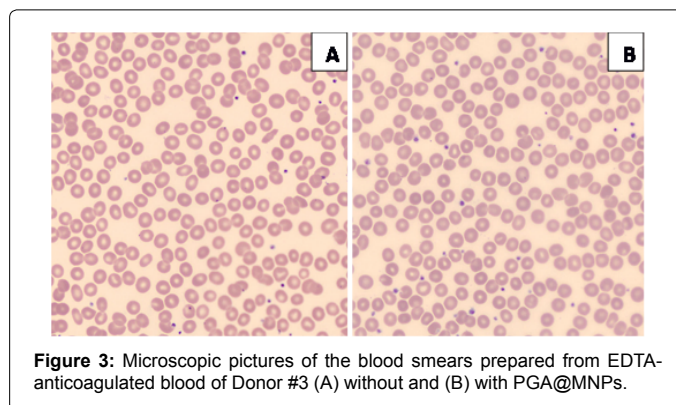 A
B
Figure 3: Microscopic pictures of the blood smears prepared from EDTA-
anticoagulated blood of Donor #3 (A) without and (B) with PGA@MNPs.